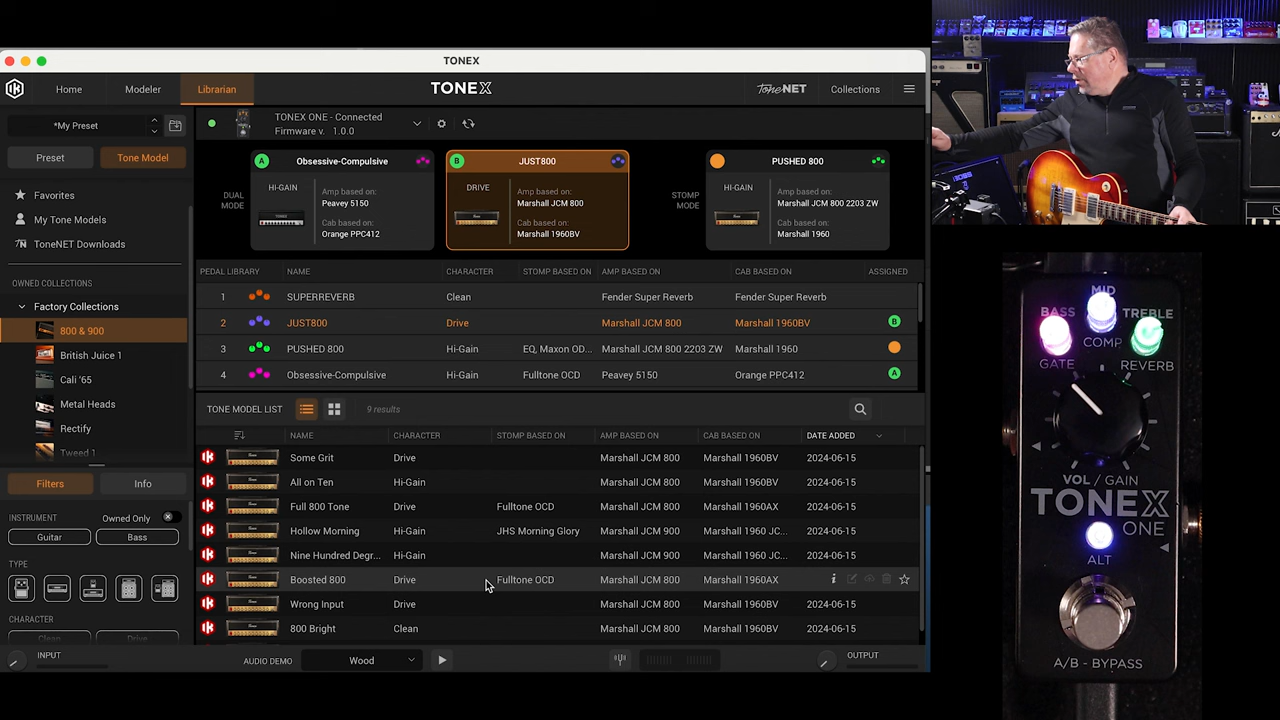 TONEX
Home
Modeler
Librarian
TONEX
ToneNET
Collections
*My Preset
Preset
Tone Model
Favorites
My Tone Models
ToneNET Downloads
OWNED COLLECTIONS
Factory Collections
800 & 900
British Juice 1
Cali '65
Metal Heads
Rectify
Tweed 1
Filters
Info
INSTRUMENT
Owned Only
Guitar
Bass
TYPE
CHARACTER
Clean
Drive
INPUT
TONEX ONE - Connected
Firmware v. 1.0.0
DUAL MODE
A Obsessive-Compulsive
HI-GAIN
Amp based on:
Peavey 5150
Cab based on:
Orange PPC412
B JUST800
DRIVE
Amp based on:
Marshall JCM 800
Cab based on:
Marshall 1960BV
STOMP MODE
PUSHED 800
HI-GAIN
Amp based on:
Marshall JCM 800 2203 ZW
Cab based on:
Marshall 1960
PEDAL LIBRARY NAME CHARACTER STOMP BASED ON AMP BASED ON CAB BASED ON ASSIGNED
1 SUPERREVERB Clean Fender Super Reverb Fender Super Reverb
2 JUST800 Drive Marshall JCM 800 Marshall 1960BV B
3 PUSHED 800 Hi-Gain EQ, Maxon OD... Marshall JCM 800 2203 ZW Marshall 1960
4 Obsessive-Compulsive Hi-Gain Fulltone OCD Peavey 5150 Orange PPC412 A
TONE MODEL LIST 9 results
NAME CHARACTER STOMP BASED ON AMP BASED ON CAB BASED ON DATE ADDED
Some Grit Drive Marshall JCM 800 Marshall 1960BV 2024-06-15
All on Ten Hi-Gain Marshall JCM 800 Marshall 1960BV 2024-06-15
Full 800 Tone Drive Fulltone OCD Marshall JCM 800 Marshall 1960AX 2024-06-15
Hollow Morning Hi-Gain JHS Morning Glory Marshall JCM 900 Marshall 1960 JC... 2024-06-15
Nine Hundred Degr... Hi-Gain Marshall JCM 900 Marshall 1960 JC... 2024-06-15
Boosted 800 Drive Fulltone OCD Marshall JCM 800 Marshall 1960AX
Wrong Input Drive Marshall JCM 800 Marshall 1960BV 2024-06-15
800 Bright Clean Marshall JCM 800 Marshall 1960BV 2024-06-15
AUDIO DEMO Wood
OUTPUT
BASS MID TREBLE
GATE COMP REVERB
VOL / GAIN
TONEX
ONE
ALT
A/B - BYPASS